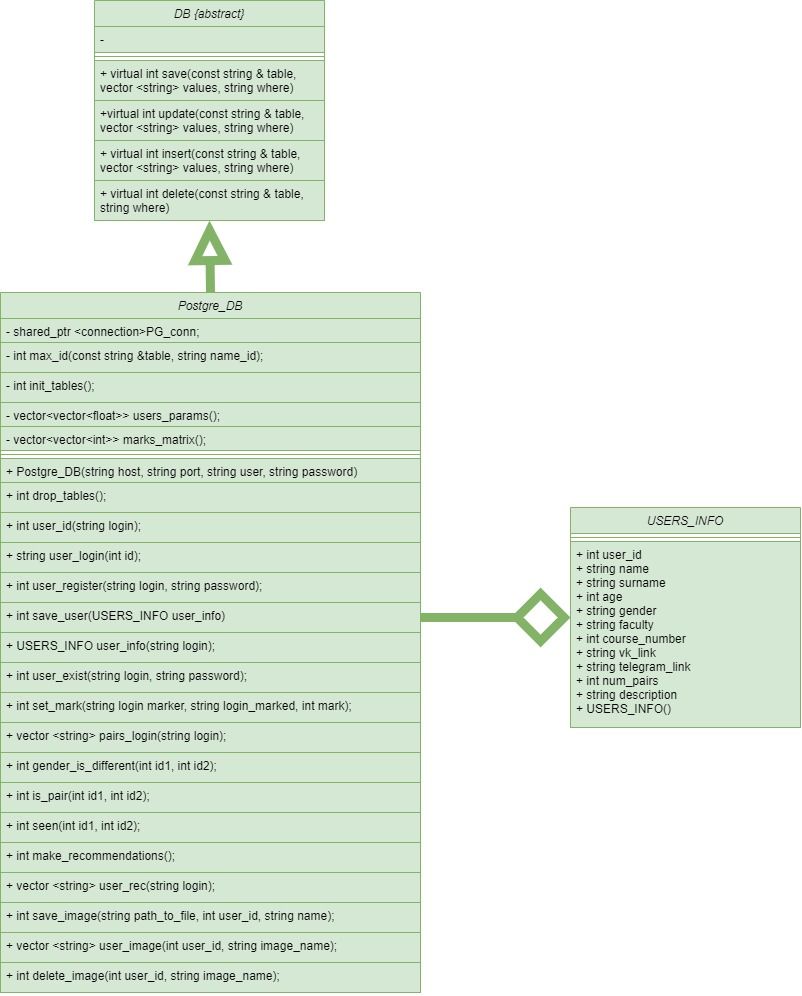 DB {abstract}
-
+ virtual int save(const string & table,
vector <string> values, string where)
+virtual int update(const string & table,
vector <string> values, string where)
+ virtual int insert(const string & table,
vector <string> values, string where)
+ virtual int delete(const string & table,
string where)
Postgre_DB
- shared_ptr <connection>PG_conn;
- int max_id(const string &table, string name_id);
- int init_tables();
- vector<vector<float>> users_params();
- vector<vector<int>> marks_matrix();
+ Postgre_DB(string host, string port, string user, string password)
+ int drop_tables();
+ int user_id(string login);
+ string user_login(int id);
+ int user_register(string login, string password);
+ int save_user(USERS_INFO user_info)
+ USERS_INFO user_info(string login);
+ int user_exist(string login, string password);
+ int set_mark(string login marker, string login_marked, int mark);
+ vector <string> pairs_login(string login);
+ int gender_is_different(int id1, int id2);
+ int is_pair(int id1, int id2);
+ int seen(int id1, int id2);
+ int make_recommendations();
+ vector <string> user_rec(string login);
+ int save_image(string path_to_file, int user_id, string name);
+ vector <string> user_image(int user_id, string image_name);
+ int delete_image(int user_id, string image_name);
USERS_INFO
+ int user_id
+ string name
+ string surname
+ int age
+ string gender
+ string faculty
+ int course_number
+ string vk_link
+ string telegram_link
+ int num_pairs
+ string description
+ USERS_INFO()